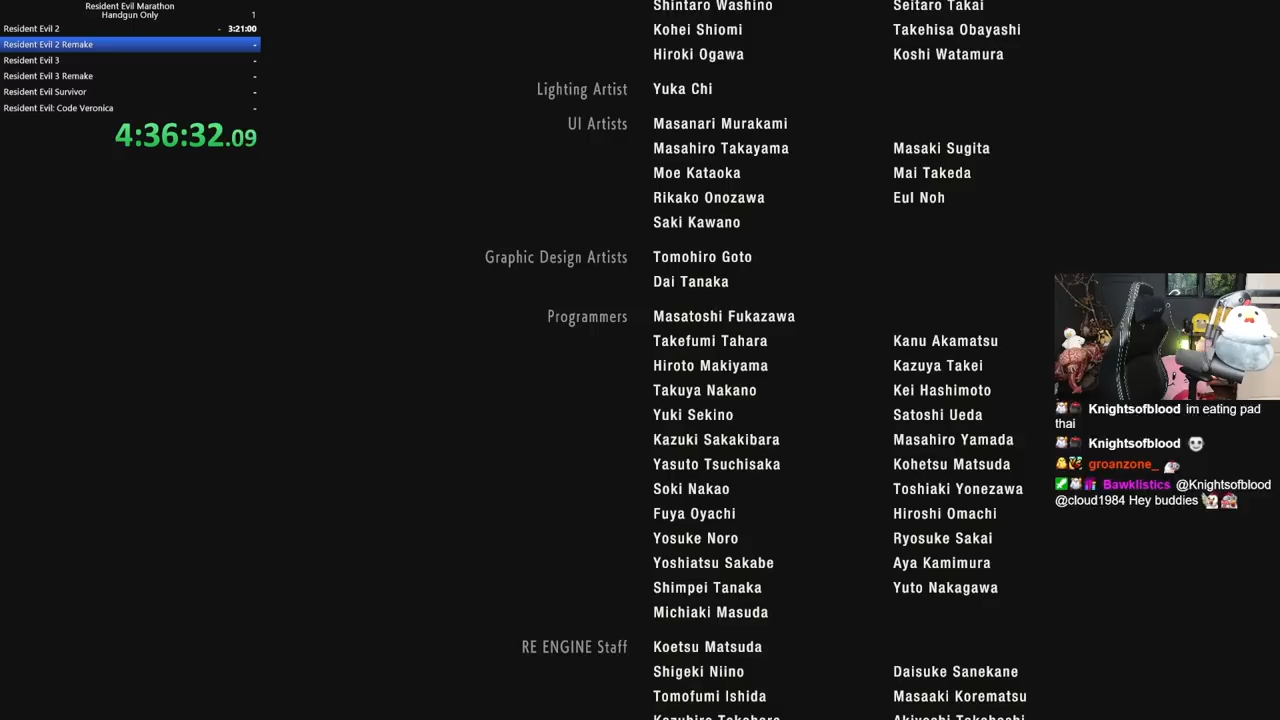 Resident Evil Marathon
Handgun Only
1
Resident Evil 2 - 3:21:00
Resident Evil 2 Remake -
Resident Evil 3 -
Resident Evil 3 Remake -
Resident Evil Survivor -
Resident Evil: Code Veronica -
4:36:32.09
Shintaro Washino Seitaro Takai
Kohei Shiomi Takehisa Obayashi
Hiroki Ogawa Koshi Watamura
Lighting Artist Yuka Chi
UI Artists Masanari Murakami
Masahiro Takayama Masaki Sugita
Moe Kataoka Mai Takeda
Rikako Onozawa Eul Noh
Saki Kawano
Graphic Design Artists Tomohiro Goto
Dai Tanaka
Programmers Masatoshi Fukazawa
Takefumi Tahara Kanu Akamatsu
Hiroto Makiyama Kazuya Takei
Takuya Nakano Kei Hashimoto
Yuki Sekino Satoshi Ueda
Kazuki Sakakibara Masahiro Yamada
Yasuto Tsuchisaka Kohetsu Matsuda
Soki Nakao Toshiaki Yonezawa
Fuya Oyachi Hiroshi Omachi
Yosuke Noro Ryosuke Sakai
Yoshiatsu Sakabe Aya Kamimura
Shimpei Tanaka Yuto Nakagawa
Michiaki Masuda
RE ENGINE Staff Koetsu Matsuda
Shigeki Niino Daisuke Sanekane
Tomofumi Ishida Masaaki Korematsu
Kazuhiro Takahara Akiyoshi Takahashi
Knightsofblood im eating pad
thai
Knightsofblood
groanzone_
Bawklistics @Knightsofblood
@cloud1984 Hey buddies